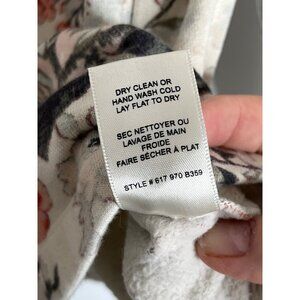 DRY CLEAN OR
HAND WASH COLD
LAY FLAT TO DRY
SEC NETTOYER OU
LAVAGE DE MAIN
FROIDE
FAIRE SÉCHER À PLAT
STYLE # 617 970 B359